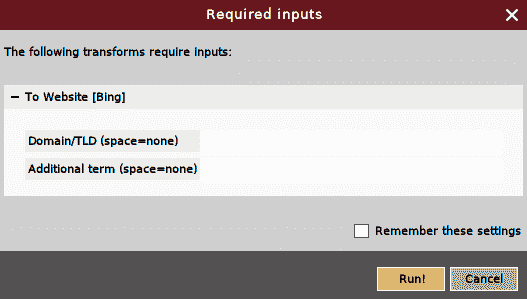 Required inputs
The following transforms require inputs:
− To Website [Bing]
Domain/TLD (space=none)
Additional term (space=none)
Remember these settings
Run! Cancel